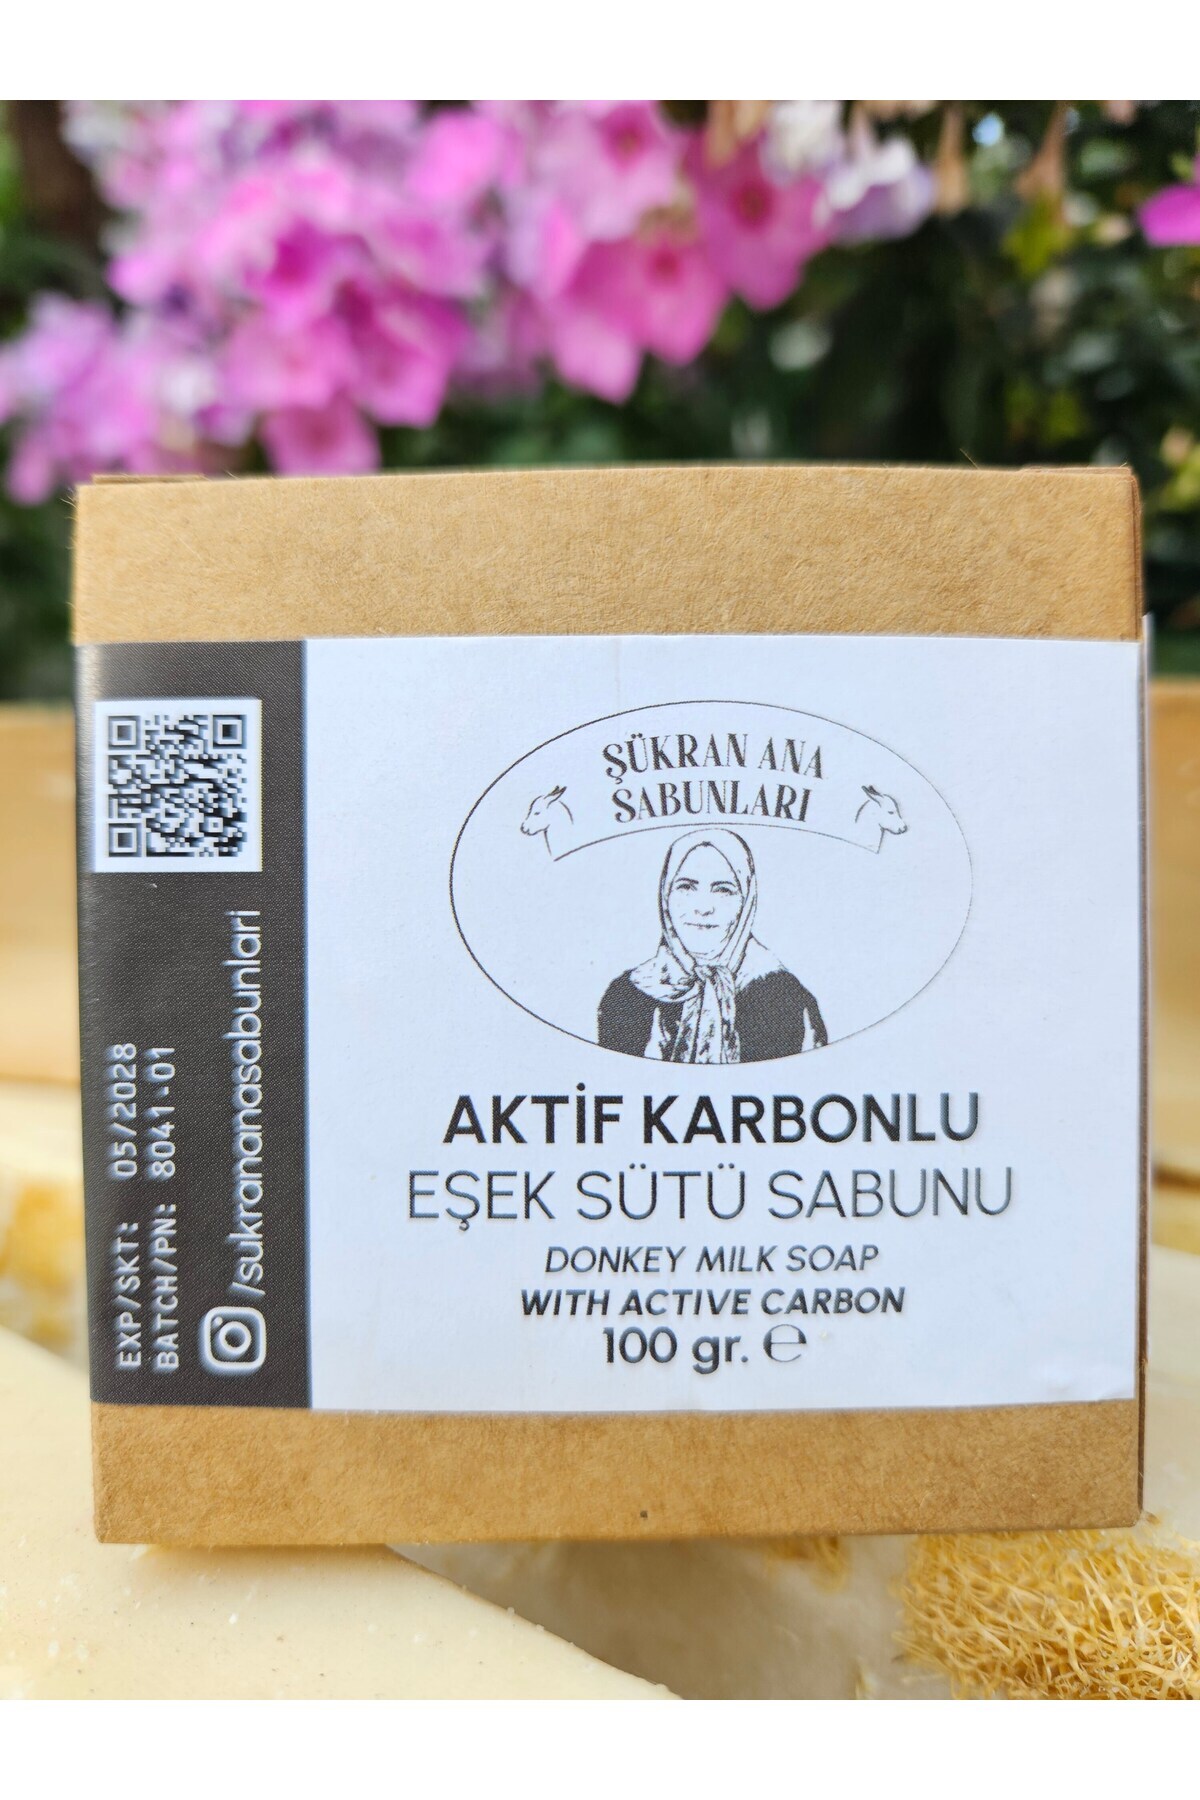 ŞÜKRAN ANA
SABUNLARI
AKTİF KARBONLU
EŞEK SÜTÜ SABUNU
DONKEY MILK SOAP
WITH ACTIVE CARBON
100 gr. ℮
EXP/SKT: 05/2028
BATCH/PN: 8041-01
/sukrananasabunlari